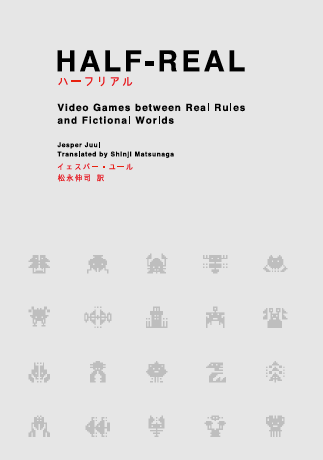 HALF-REAL
ハーフリアル
Video Games between Real Rules
and Fictional Worlds
Jesper Juul
Translated by Shinji Matsunaga
イェスパー・ユール
松永伸司 訳